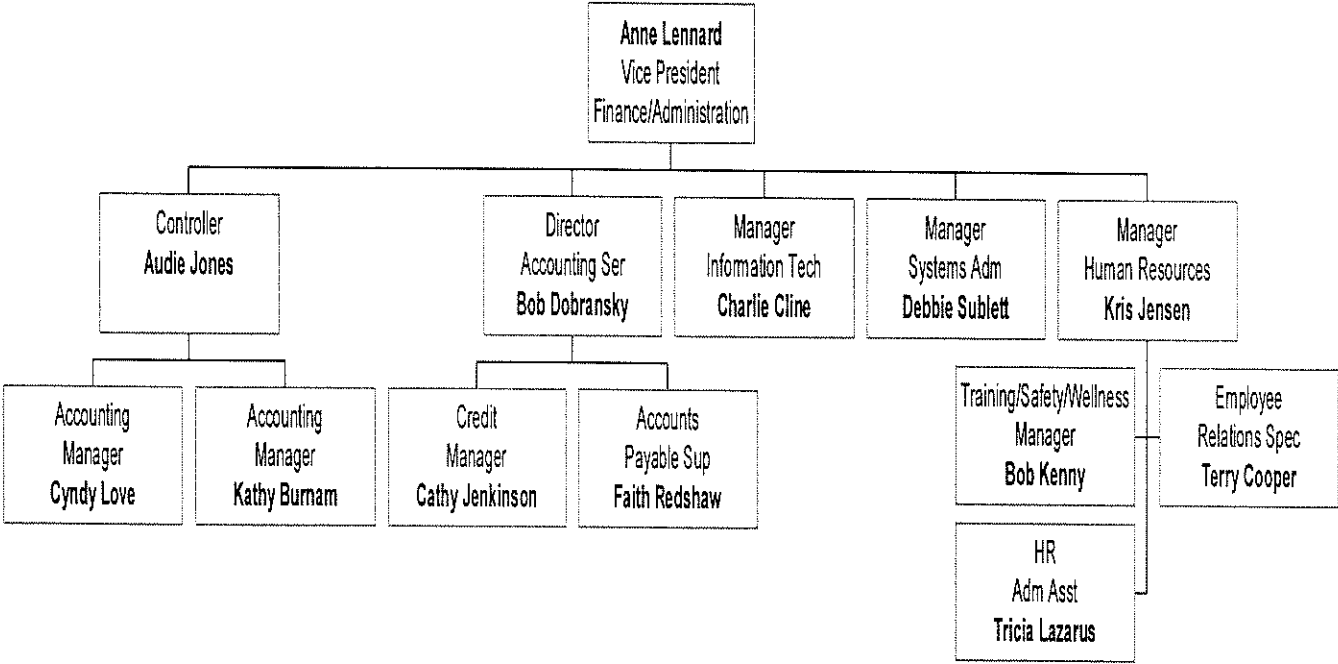 Anne Lennard
Vice President
Finance/Administration
Controller
Audie Jones
Director
Accounting Ser
Bob Dobransky
Manager
Information Tech
Charlie Cline
Manager
Systems Adm
Debbie Sublett
Manager
Human Resources
Kris Jensen
Accounting
Manager
Cyndy Love
Accounting
Manager
Kathy Burnam
Credit
Manager
Cathy Jenkinson
Accounts
Payable Sup
Faith Redshaw
Training/Safety/Wellness
Manager
Bob Kenny
Employee
Relations Spec
Terry Cooper
HR
Adm Asst
Tricia Lazarus